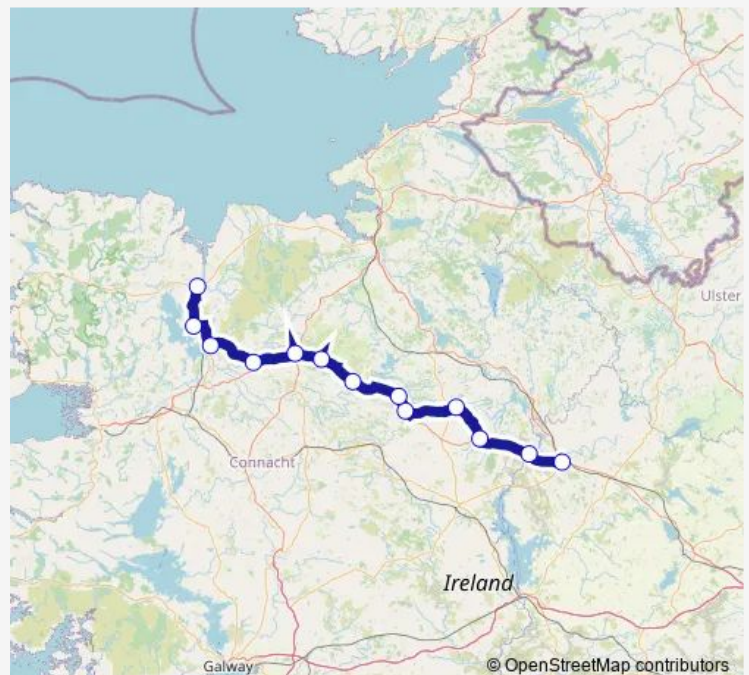 Ulster
Connacht
Ireland
Galway
© OpenStreetMap contributors